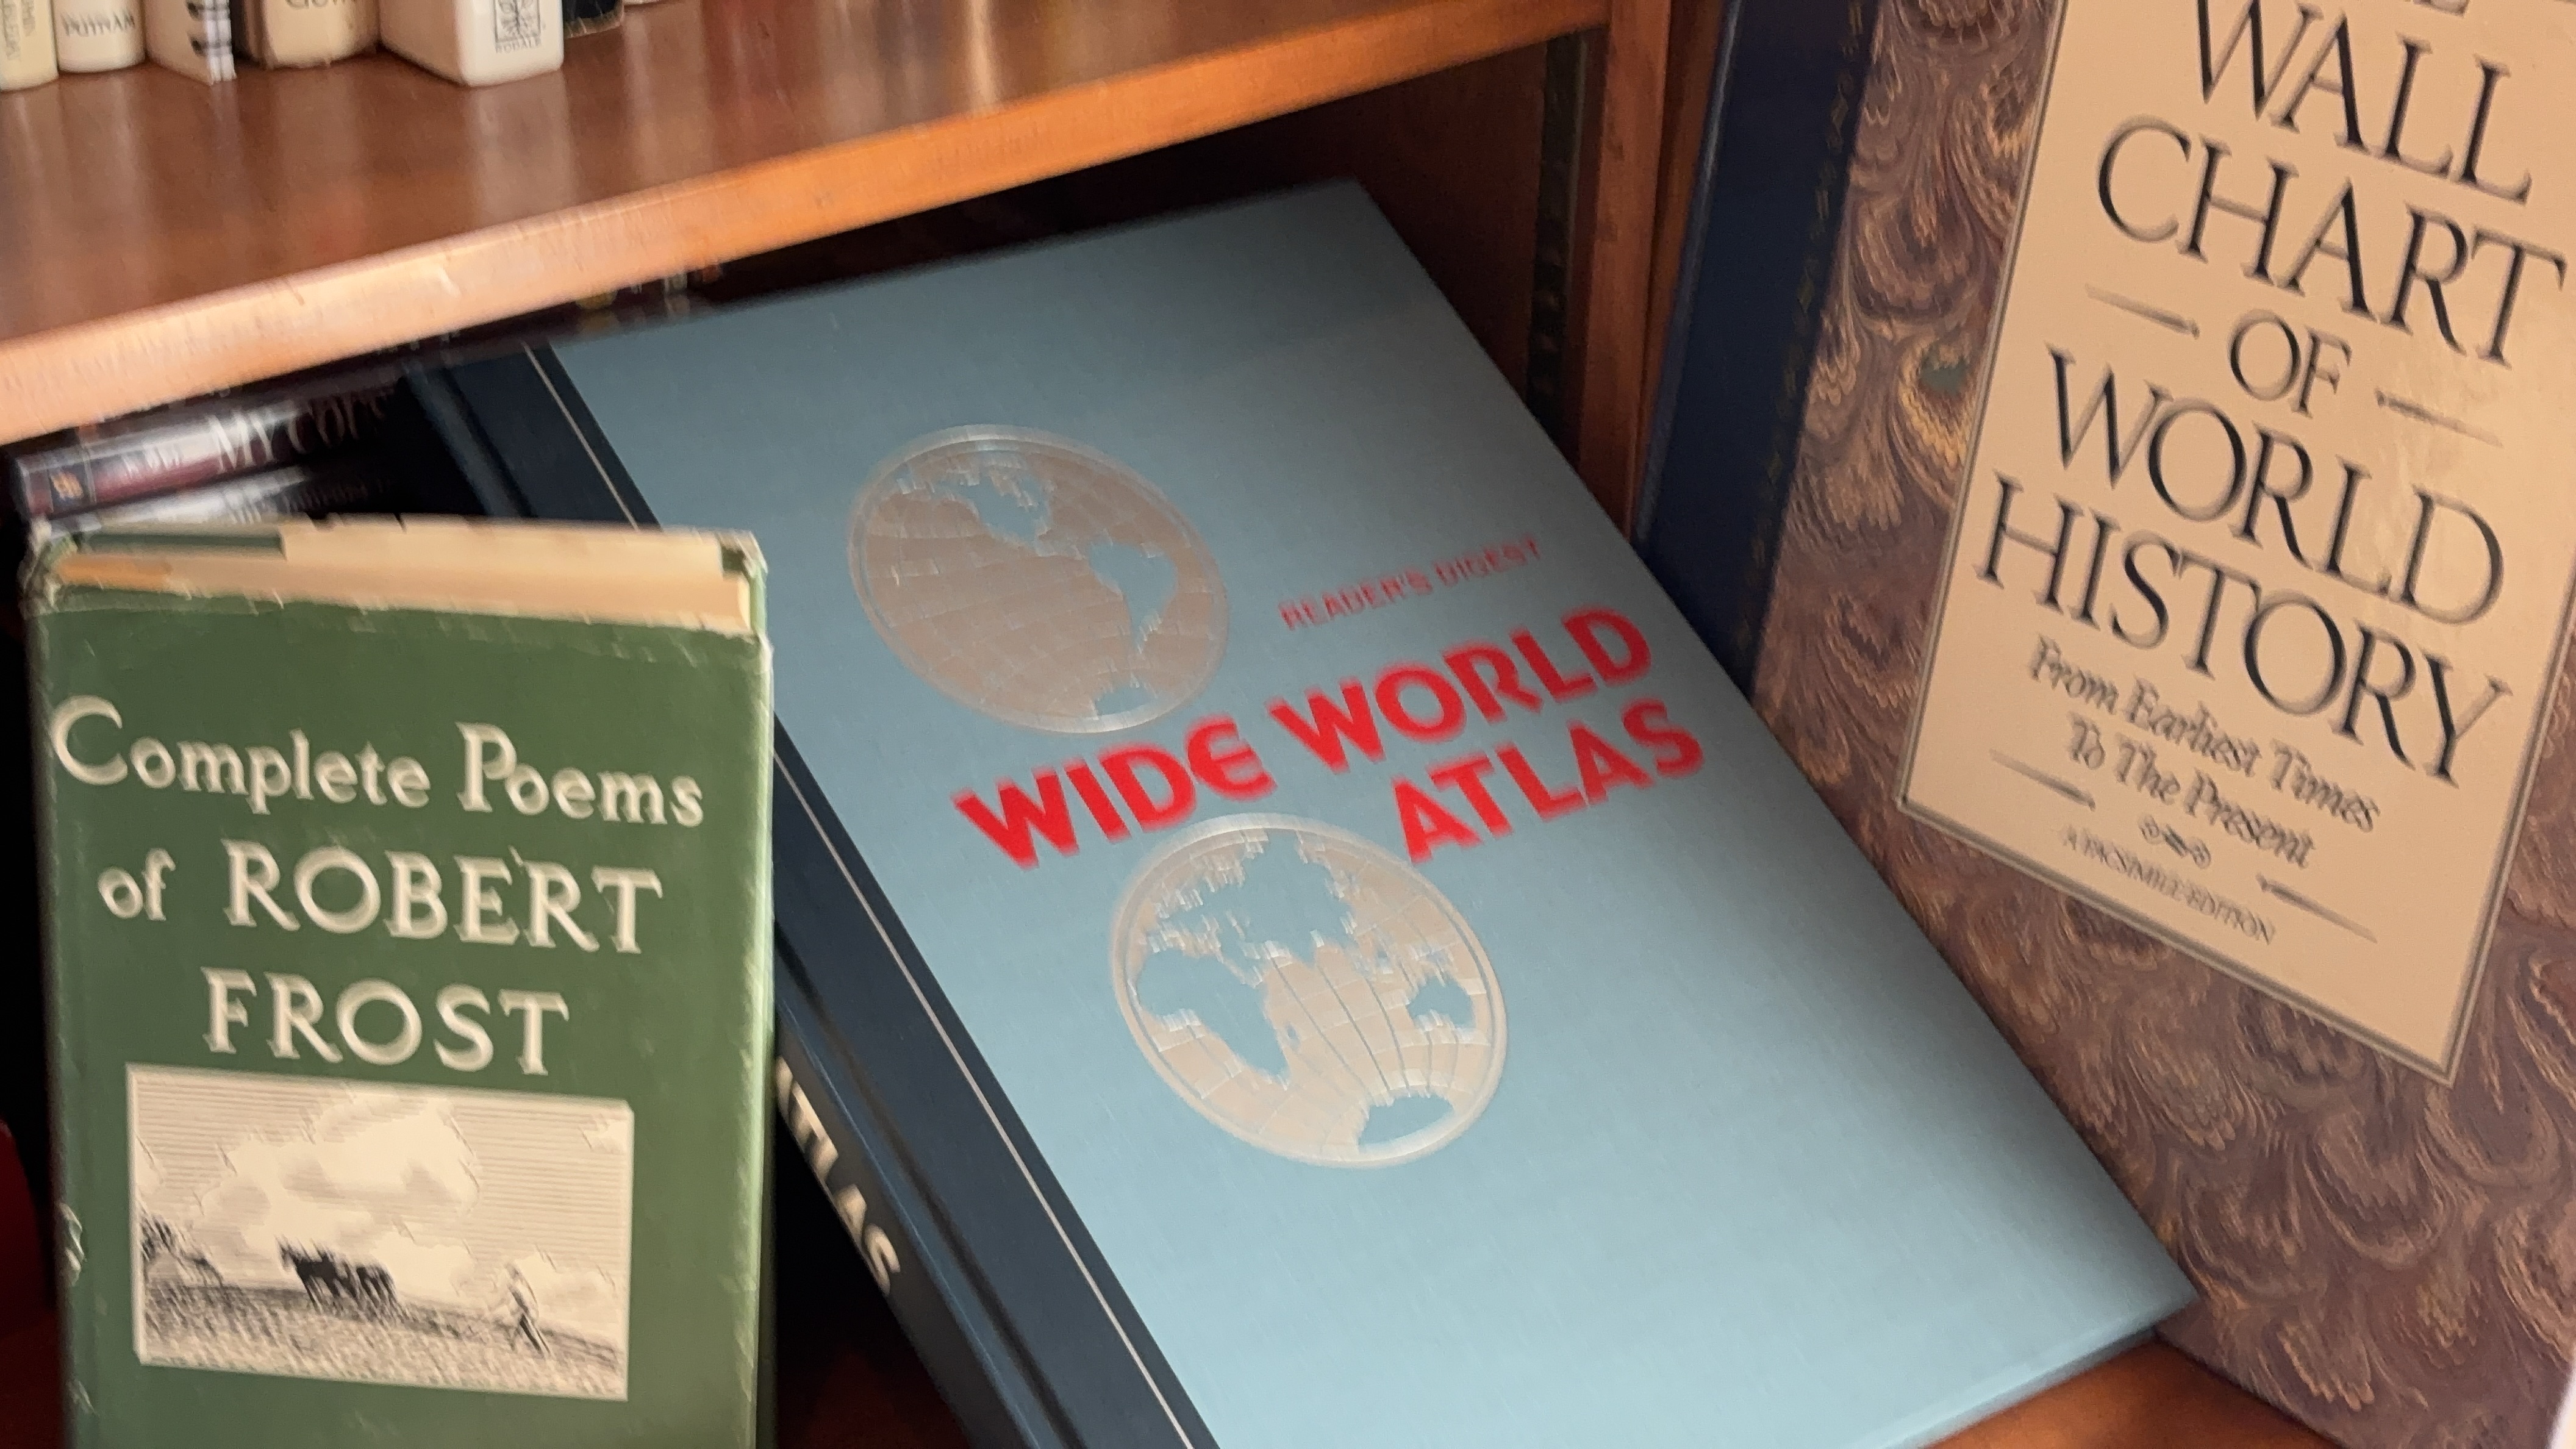 PUTNAM
RODALE
Complete Poems
of ROBERT
FROST
READER'S DIGEST
WIDE WORLD
ATLAS
ATLAS
WALL
CHART
OF
WORLD
HISTORY
From Earliest Times
To The Present
A FACSIMILE EDITION